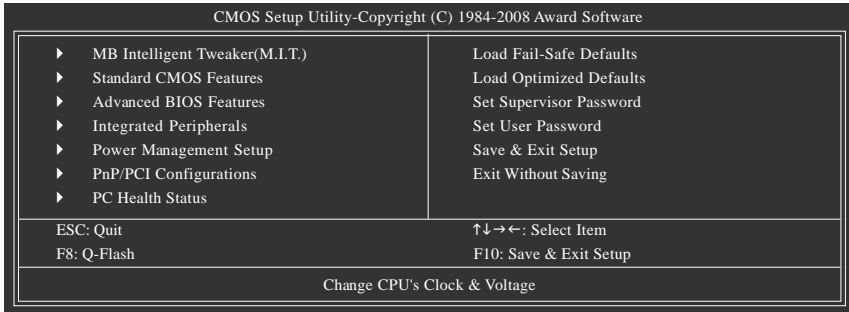 CMOS Setup Utility-Copyright (C) 1984-2008 Award Software
MB Intelligent Tweaker(M.I.T.)
Standard CMOS Features
Advanced BIOS Features
Integrated Peripherals
Power Management Setup
PnP/PCI Configurations
PC Health Status
Load Fail-Safe Defaults
Load Optimized Defaults
Set Supervisor Password
Set User Password
Save & Exit Setup
Exit Without Saving
ESC: Quit
F8: Q-Flash
↑↓→←: Select Item
F10: Save & Exit Setup
Change CPU's Clock & Voltage